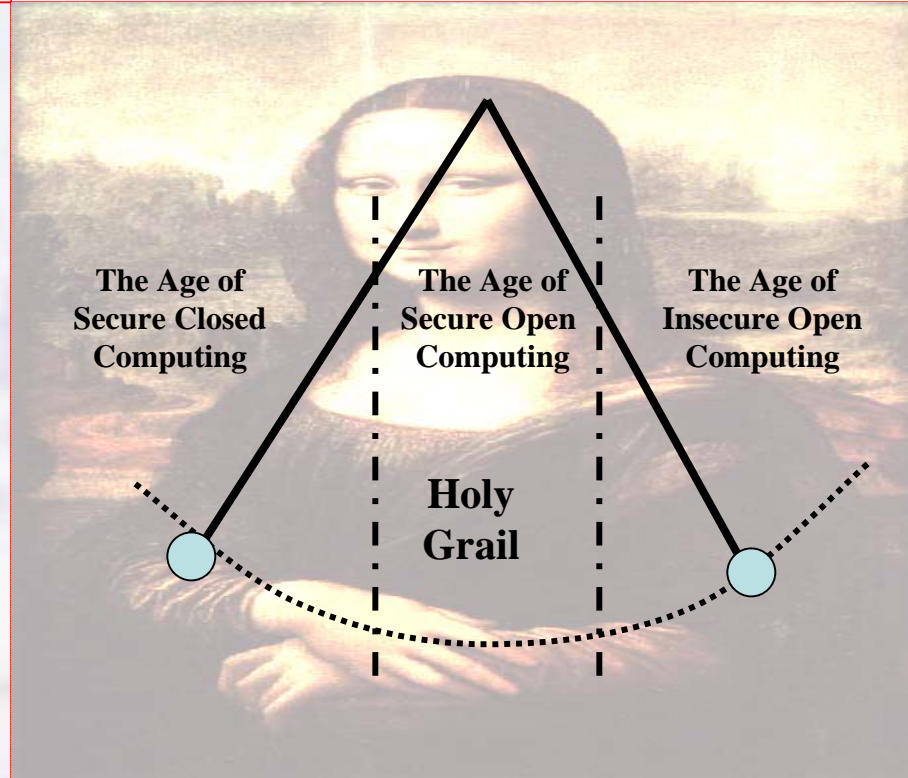 The Age of
Secure Closed
Computing
The Age of
Secure Open
Computing
The Age of
Insecure Open
Computing
Holy
Grail